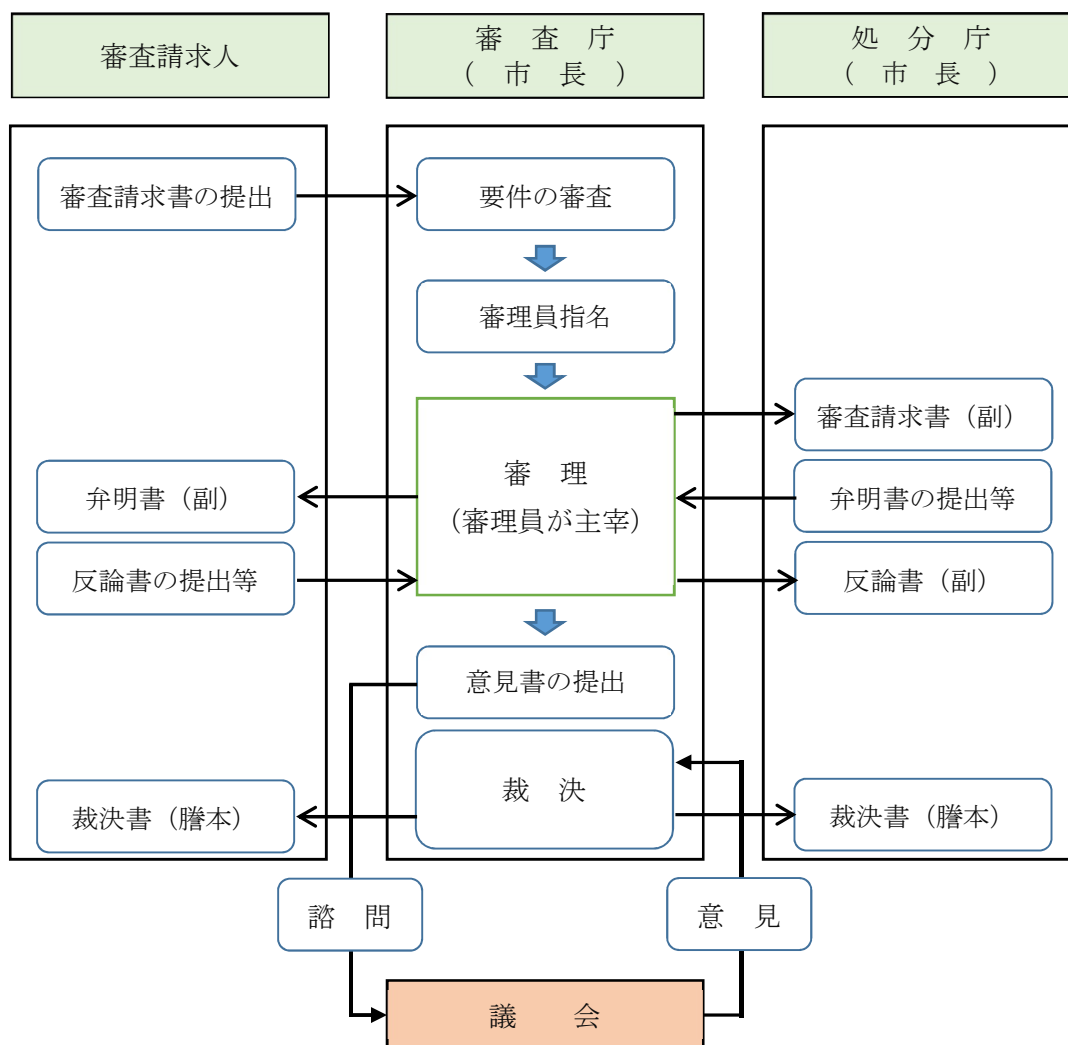 審査請求人
審　査　庁
（　市　長　）
処　分　庁
（　市　長　）
審査請求書の提出
要件の審査
審理員指名
審　理
（審理員が主宰）
審査請求書（副）
弁明書（副）
弁明書の提出等
反論書の提出等
反論書（副）
意見書の提出
裁　決
裁決書（謄本）
裁決書（謄本）
諮　問
意　見
議　　会